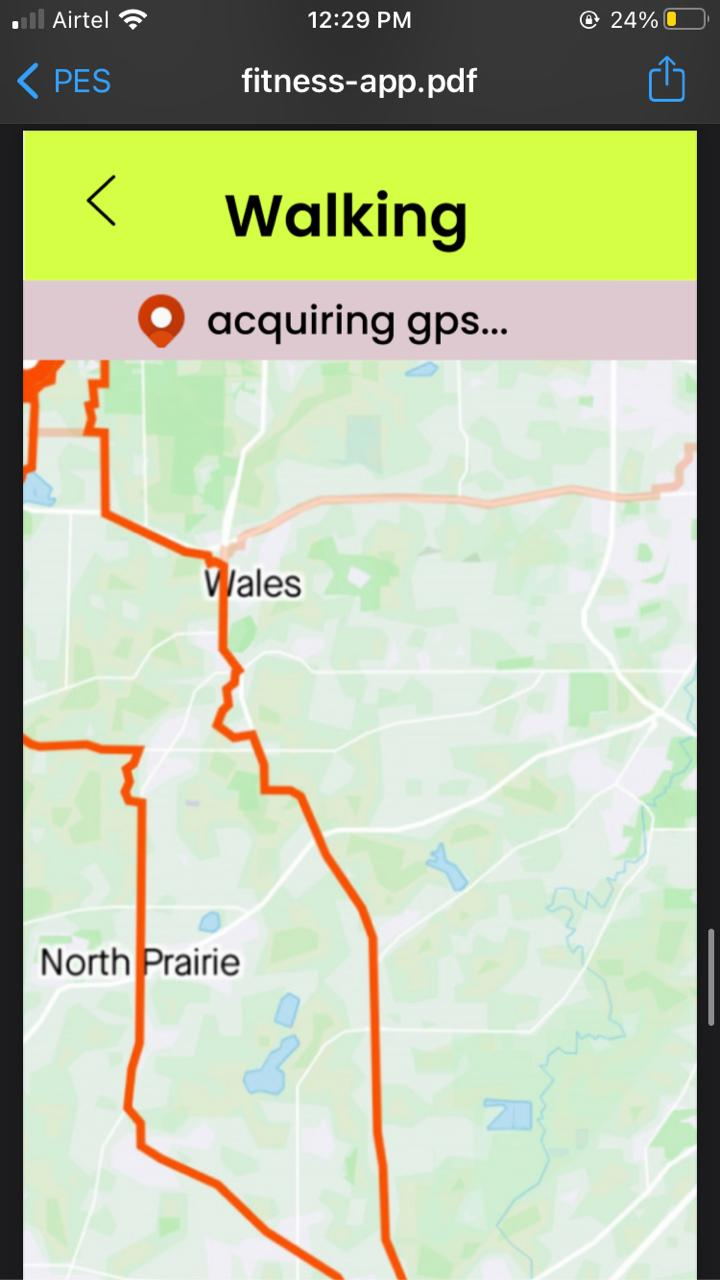 Airtel 12:29 PM 24%
PES fitness-app.pdf
Walking
acquiring gps...
Wales
North Prairie